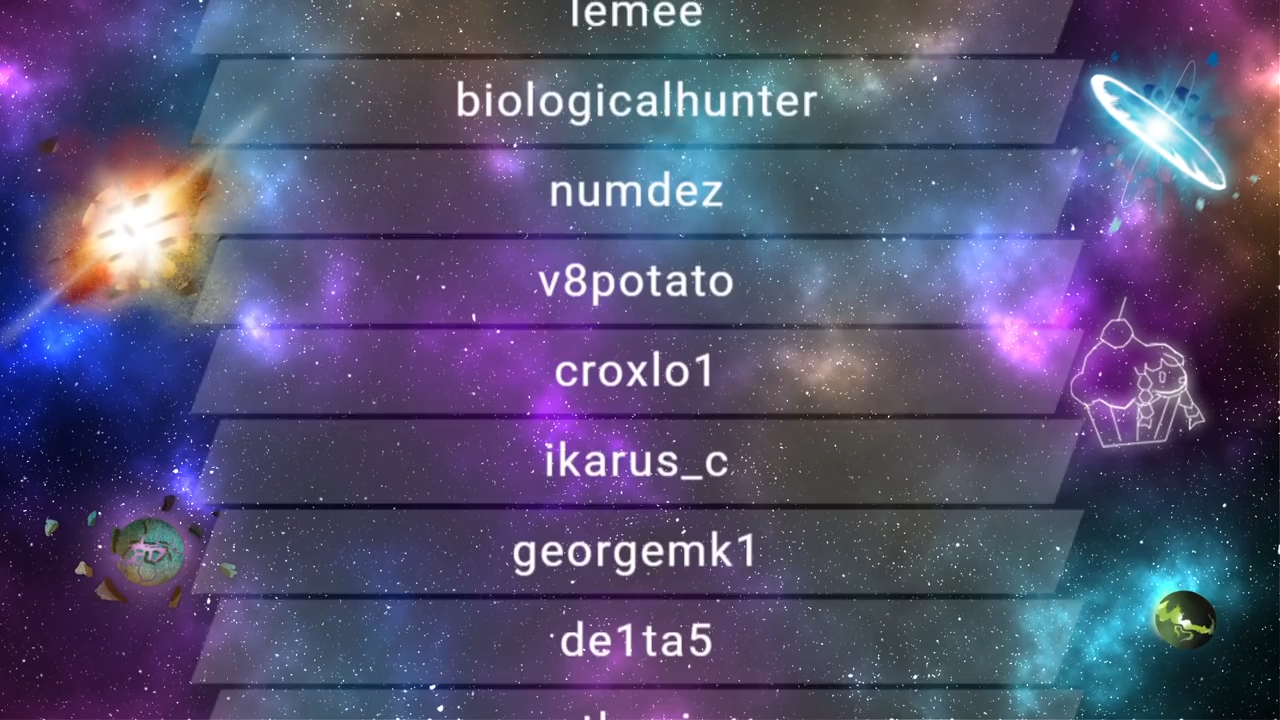 lemee
biologicalhunter
numdez
v8potato
croxlo1
ikarus_c
georgemk1
de1ta5